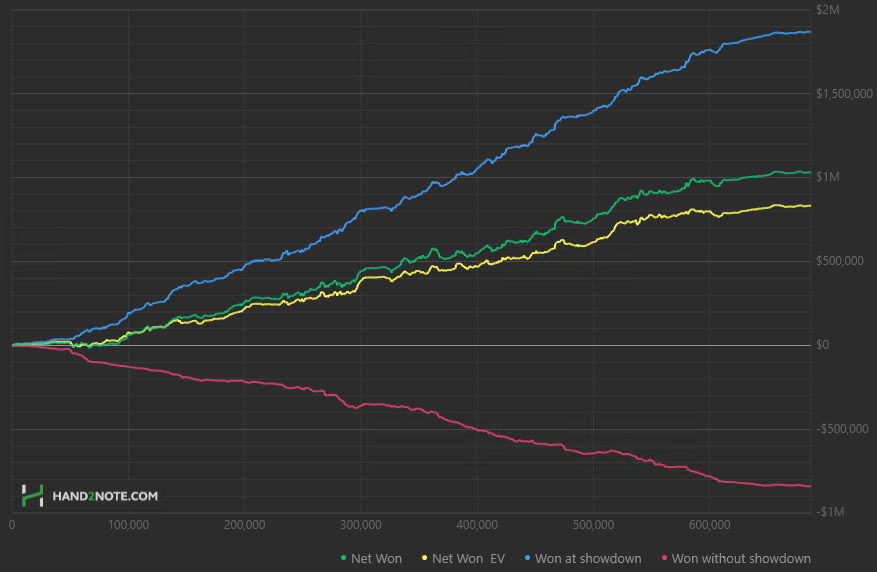 $2M
$1,500,000
$1M
$500,000
$0
-$500,000
-$1M
HAND2NOTE.COM
0 100,000 200,000 300,000 400,000 500,000 600,000
Net Won Net Won EV Won at showdown Won without showdown